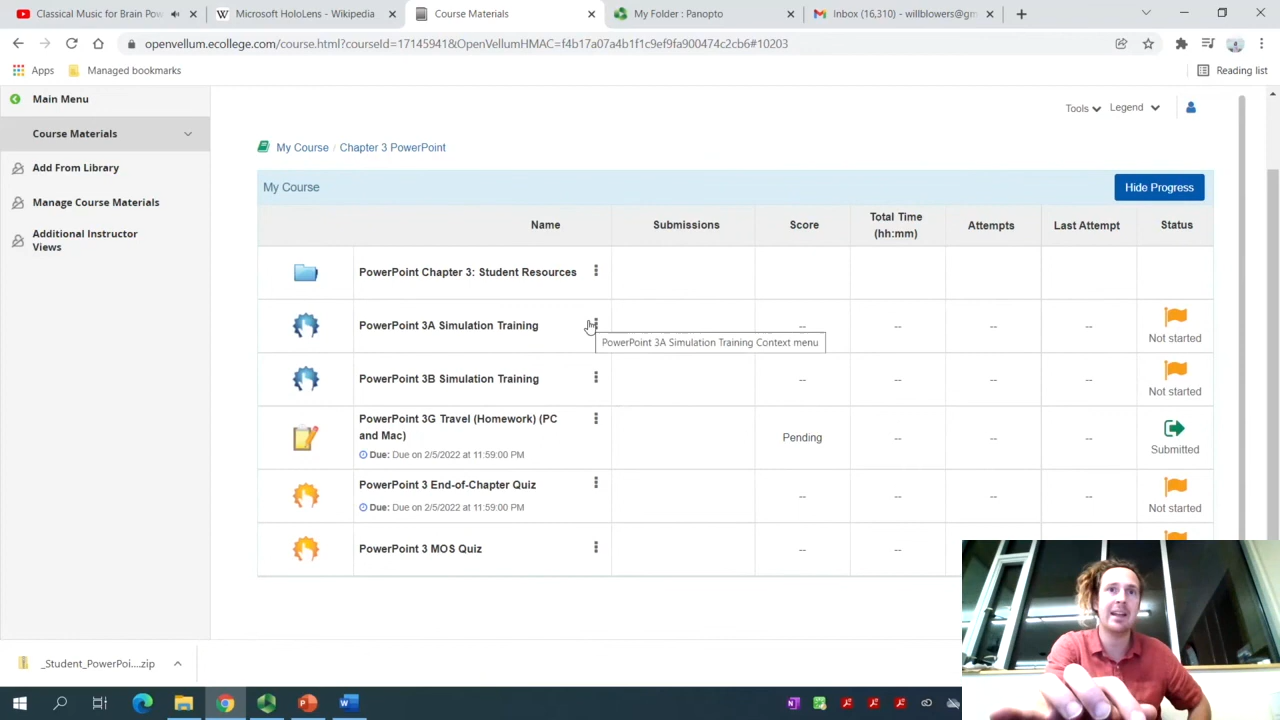 Classical Music for Brain Pow
Microsoft HoloLens - Wikipedia
Course Materials
My Folder : Panopto
Inbox (16,310) - willblowers@gm
openvellum.ecollege.com/course.html?courseId=17145941&OpenVellumHMAC=f4b17a07a4b1f1c9ef9fa900474c2cb6#10203
Apps
Managed bookmarks
Reading list
Main Menu
Course Materials
Add From Library
Manage Course Materials
Additional Instructor
Views
Tools
Legend
My Course / Chapter 3 PowerPoint
My Course
Hide Progress
Name
Submissions
Score
Total Time
(hh:mm)
Attempts
Last Attempt
Status
PowerPoint Chapter 3: Student Resources
PowerPoint 3A Simulation Training
--
--
--
--
Not started
PowerPoint 3A Simulation Training Context menu
PowerPoint 3B Simulation Training
--
--
--
--
Not started
PowerPoint 3G Travel (Homework) (PC
and Mac)
Due: Due on 2/5/2022 at 11:59:00 PM
Pending
--
--
--
Submitted
PowerPoint 3 End-of-Chapter Quiz
Due: Due on 2/5/2022 at 11:59:00 PM
--
--
--
--
Not started
PowerPoint 3 MOS Quiz
--
--
_Student_PowerPoi....zip